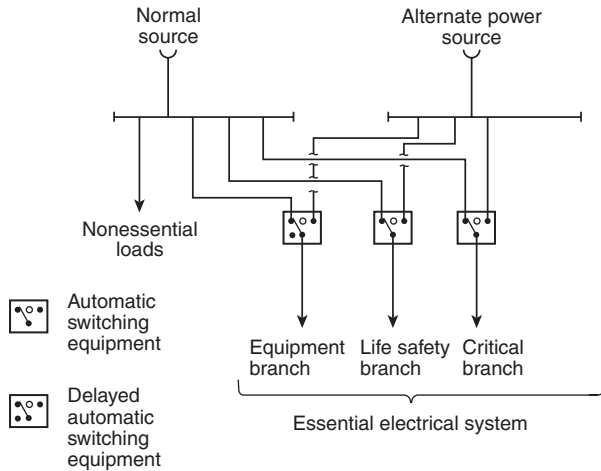 Normal
source
Alternate power
source
Nonessential
loads
Automatic
switching
equipment
Equipment
branch
Life safety
branch
Critical
branch
Delayed
automatic
switching
equipment
Essential electrical system